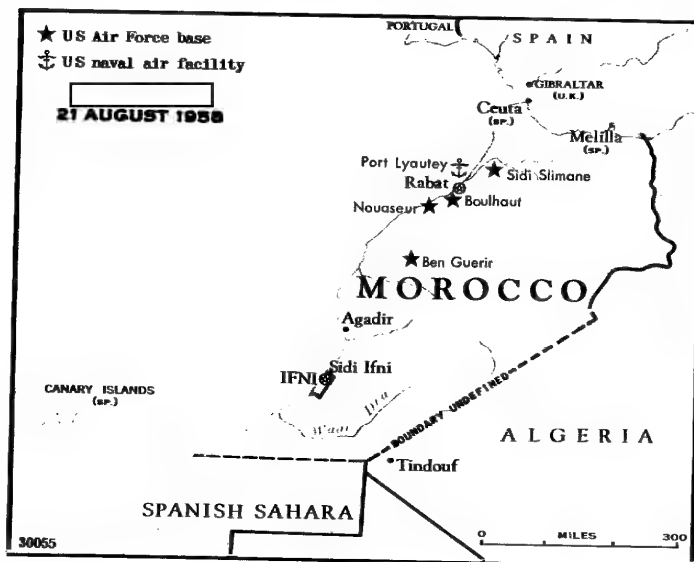 US Air Force base
US naval air facility
21 AUGUST 1958
PORTUGAL
SPAIN
GIBRALTAR
(U.K.)
Ceuta
(SP.)
Melilla
(SP.)
Port Lyautey
Sidi Slimane
Rabat
Boulhaut
Nouaseur
Ben Guerir
MOROCCO
Agadir
Sidi Ifni
IFNI
CANARY ISLANDS
(SP.)
Wadi Dra
BOUNDARY UNDEFINED
ALGERIA
Tindouf
SPANISH SAHARA
30055
0 MILES 300